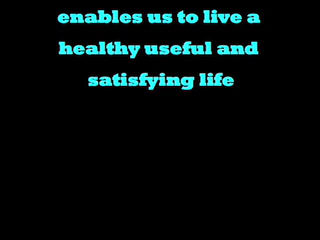 enables us to live a
healthy useful and
satisfying life